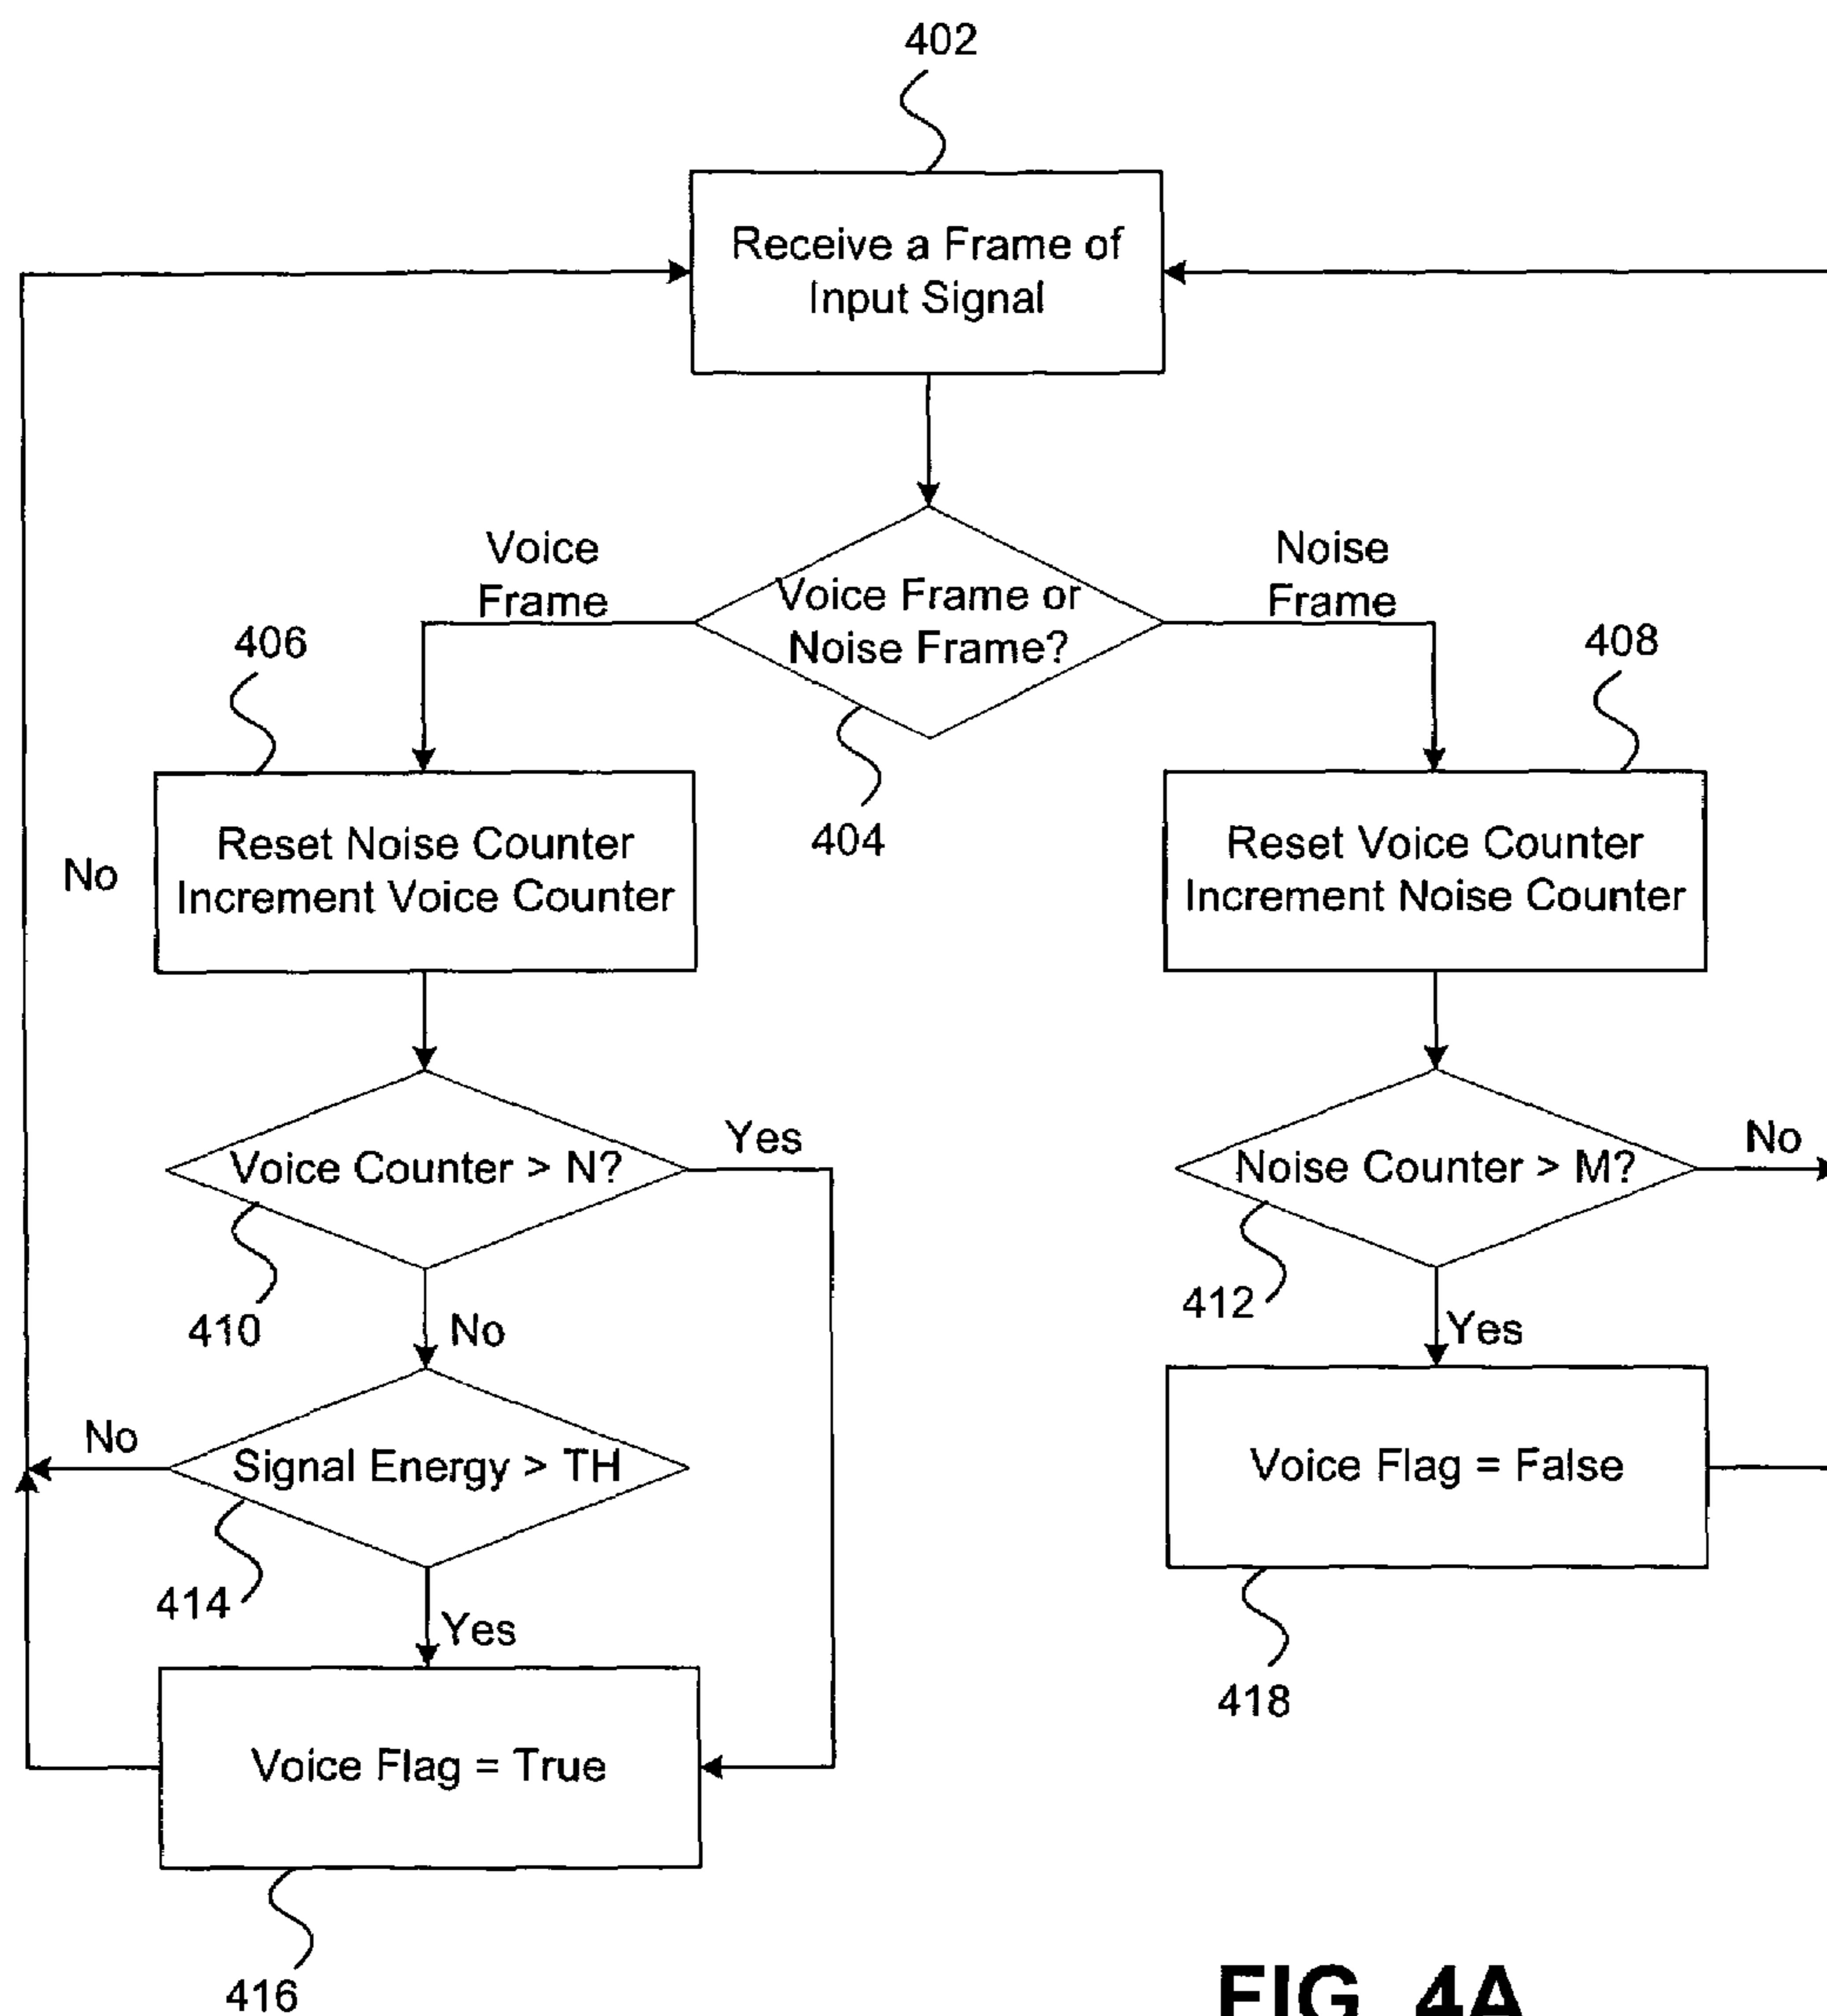 402
Receive a Frame of
Input Signal
Voice
Frame
Voice Frame or
Noise Frame?
Noise
Frame
406
404
408
No
Reset Noise Counter
Increment Voice Counter
Reset Voice Counter
Increment Noise Counter
Voice Counter > N?
Yes
Noise Counter > M?
No
410
No
412
Yes
No
Signal Energy > TH
Voice Flag = False
414
Yes
418
Voice Flag = True
416
FIG. 4A